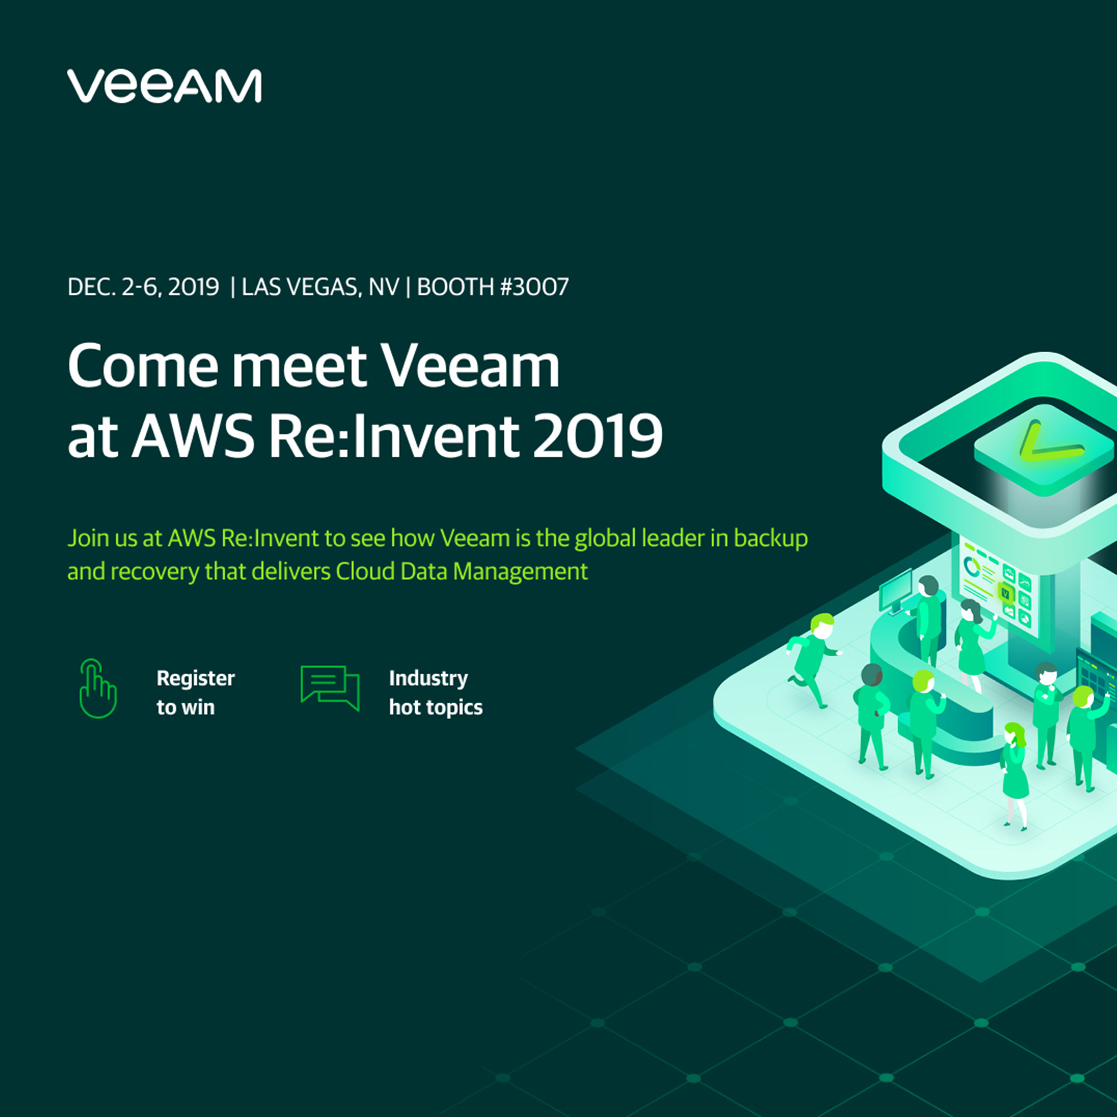 veeAM
DEC. 2-6, 2019 | LAS VEGAS, NV | BOOTH #3007
Come meet Veeam
at AWS Re:Invent 2019
Join us at AWS Re:Invent to see how Veeam is the global leader in backup
and recovery that delivers Cloud Data Management
Register
to win
Industry
hot topics